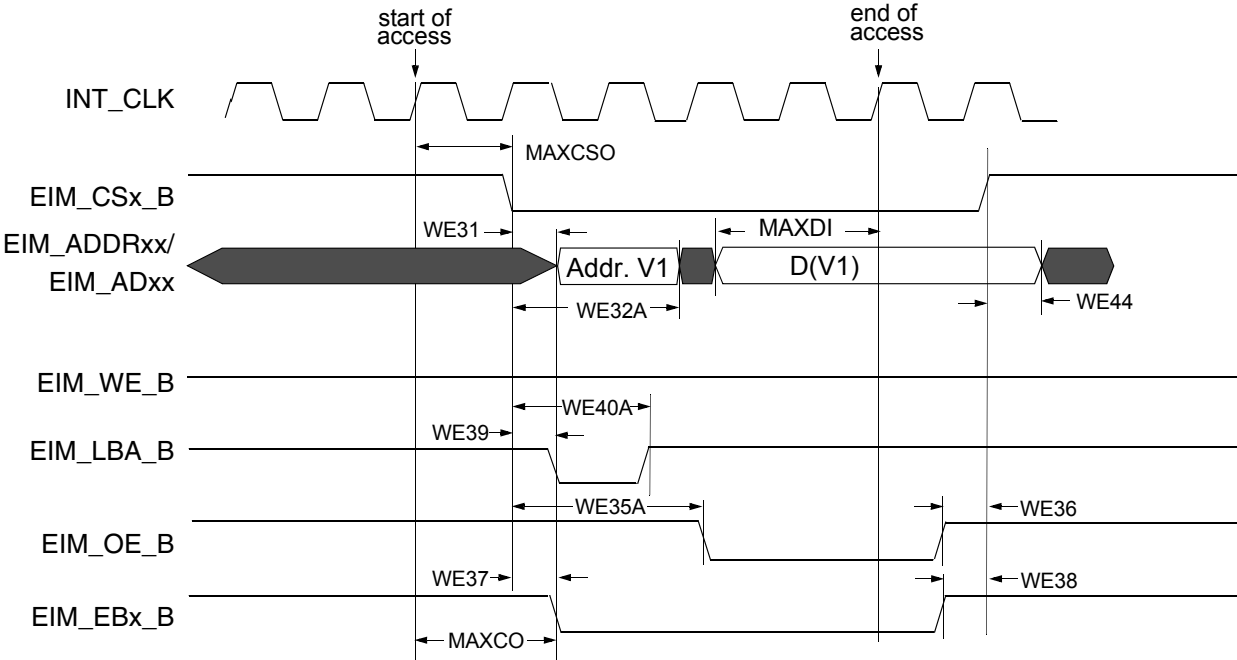 start of
access
end of
access
INT_CLK
MAXCSO
EIM_CSx_B
WE31
MAXDI
EIM_ADDRxx/
EIM_ADxx
Addr. V1
D(V1)
WE32A
WE44
EIM_WE_B
WE40A
WE39
EIM_LBA_B
WE35A
WE36
EIM_OE_B
WE37
WE38
EIM_EBx_B
MAXCO